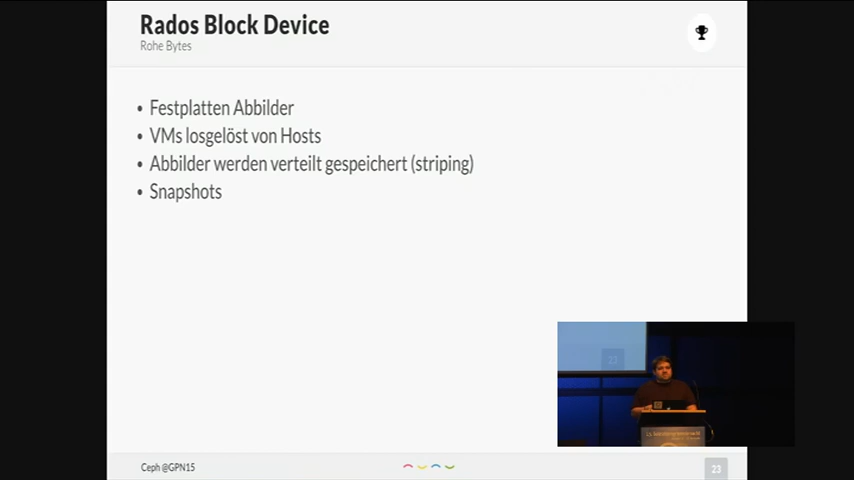 Rados Block Device
Rohe Bytes
• Festplatten Abbilder
• VMs losgelöst von Hosts
• Abbilder werden verteilt gespeichert (striping)
• Snapshots
23
Ceph @GPN15
23